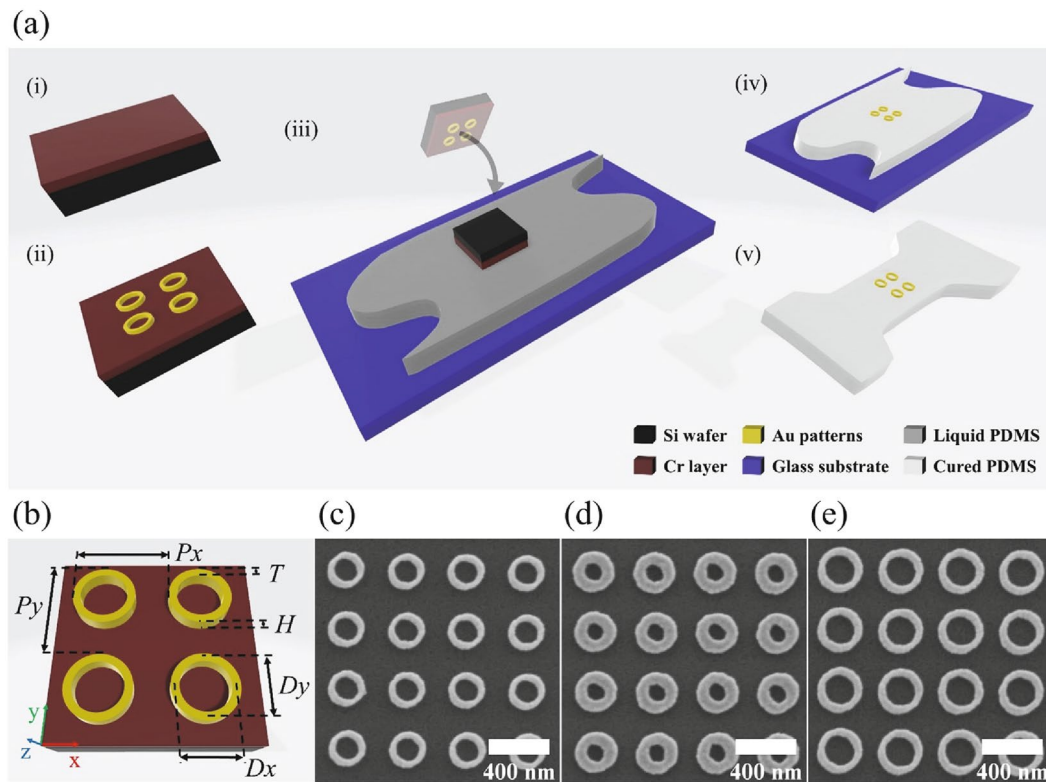 (a)
(i)
(ii)
(iii)
(iv)
(v)
Si wafer
Au patterns
Liquid PDMS
Cr layer
Glass substrate
Cured PDMS
(b)
(c)
(d)
(e)
Px
T
Py
H
Dy
Dx
y
z
x
400 nm
400 nm
400 nm